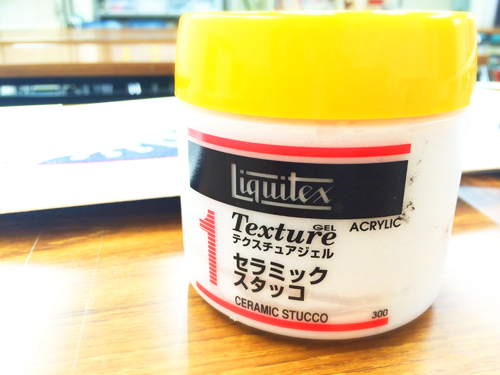 Liquitex
1
Texture GEL ACRYLIC
テクスチュアジェル
セラミック
スタッコ
CERAMIC STUCCO 300